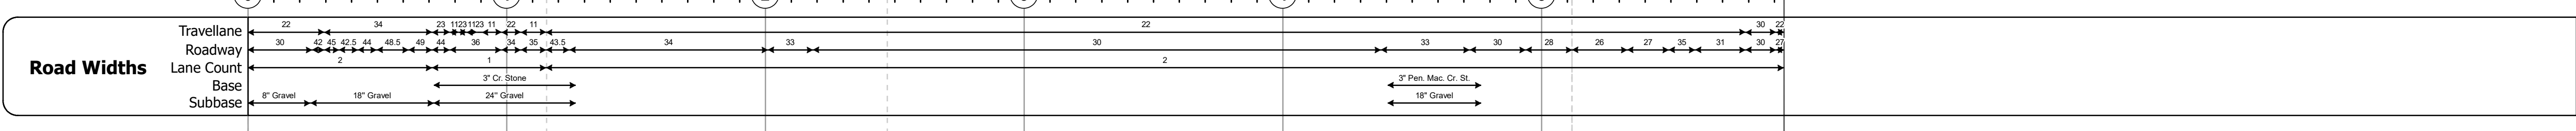 Road Widths
Travellane 22 34 23 11 23 11 23 11 22 11 22 30 22
Roadway 30 42 45 42.5 44 48.5 49 44 36 34 35 43.5 34 33 30 33 30 28 26 27 35 31 30 27
Lane Count 2 1 2
Base 3" Cr. Stone 3" Pen. Mac. Cr. St.
Subbase 8" Gravel 18" Gravel 24" Gravel 18" Gravel